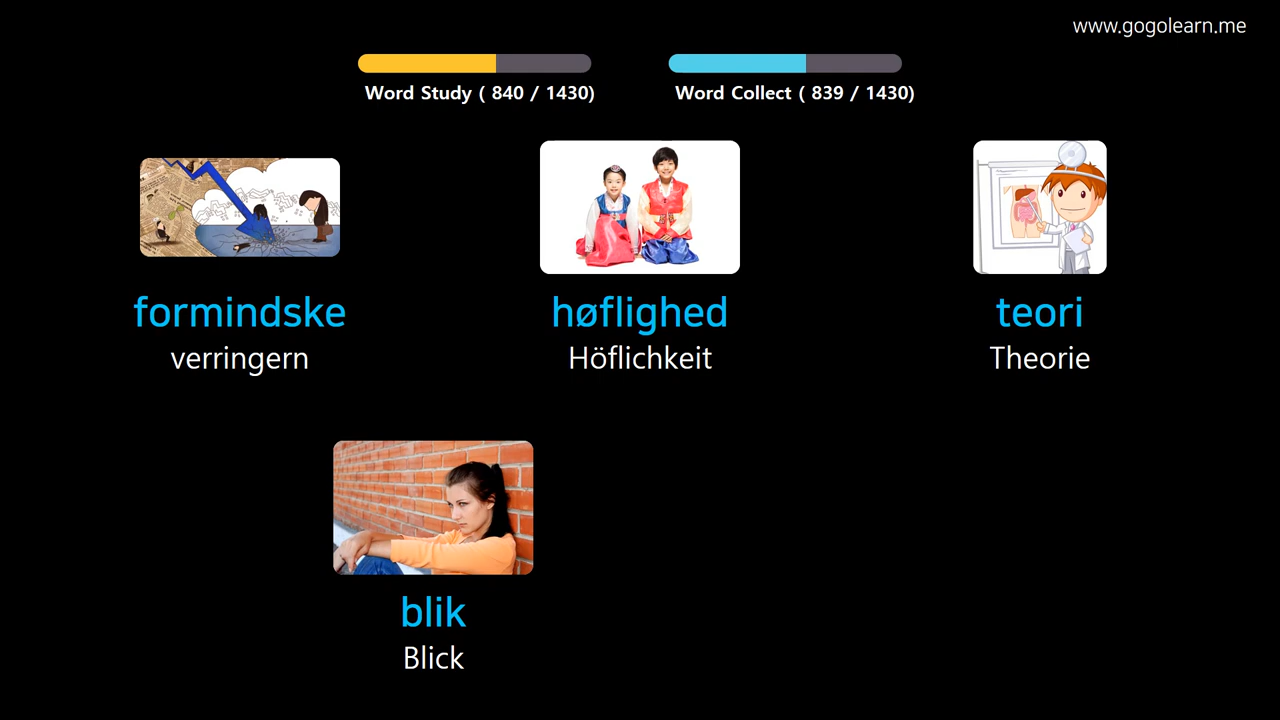 www.gogolearn.me
Word Study ( 840 / 1430)
Word Collect ( 839 / 1430)
formindske
verringern
høflighed
Höflichkeit
teori
Theorie
blik
Blick